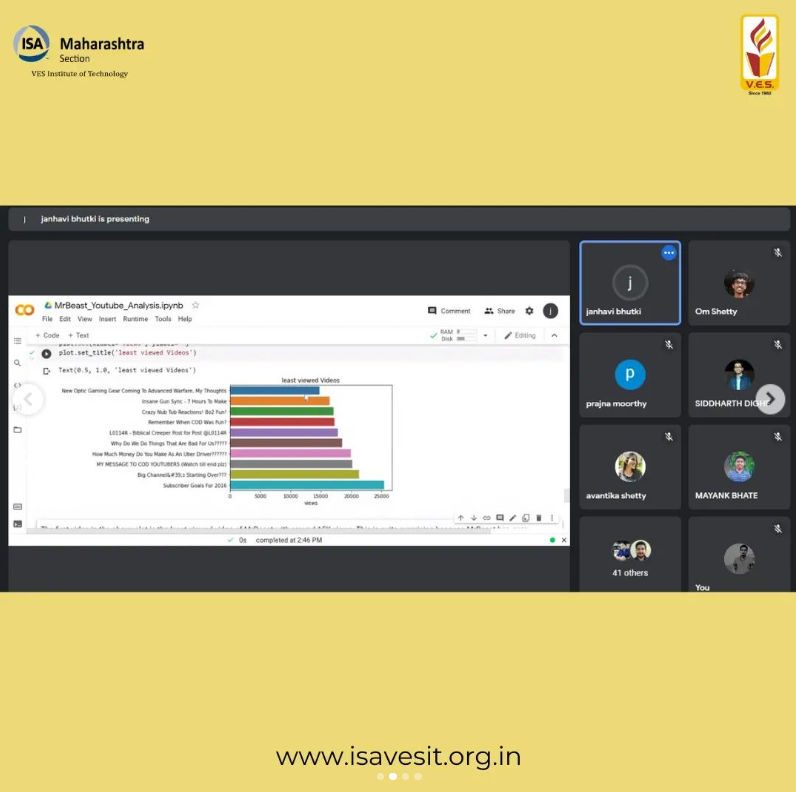 ISA Maharashtra
Section
VES Institute of Technology
V.E.S.
Since 1962
j janhavi bhutki is presenting
MrBeast_Youtube_Analysis.ipynb
File Edit View Insert Runtime Tools Help
Comment Share j
+ Code + Text
RAM
Disk
Editing
plot.set_title('least viewed Videos')
Text(0.5, 1.0, 'least viewed Videos')
least viewed Videos
New Optic Gaming Gear Coming To Advanced Warfare, My Thoughts
Insane Gun Sync - 7 Hours To Make
Crazy Nub Tub Reactions! Bo2 Fun!
Remember When COD Was Fun?
L0114R - Biblical Creeper Post for Post @L0114R
Why Do We Do Things That Are Bad For Us?????
How Much Money Do You Make As An Uber Driver??????
MY MESSAGE TO COD YOUTUBERS (Watch till end plz)
Big Channel&#39;s Starting Over???
Subscriber Goals For 2016
0 5000 10000 15000 20000 25000
views
0s completed at 2:46 PM
j
janhavi bhutki
Om Shetty
p
prajna moorthy
SIDDHARTH
avantika shetty
MAYANK BHATE
41 others
You
www.isavesit.org.in